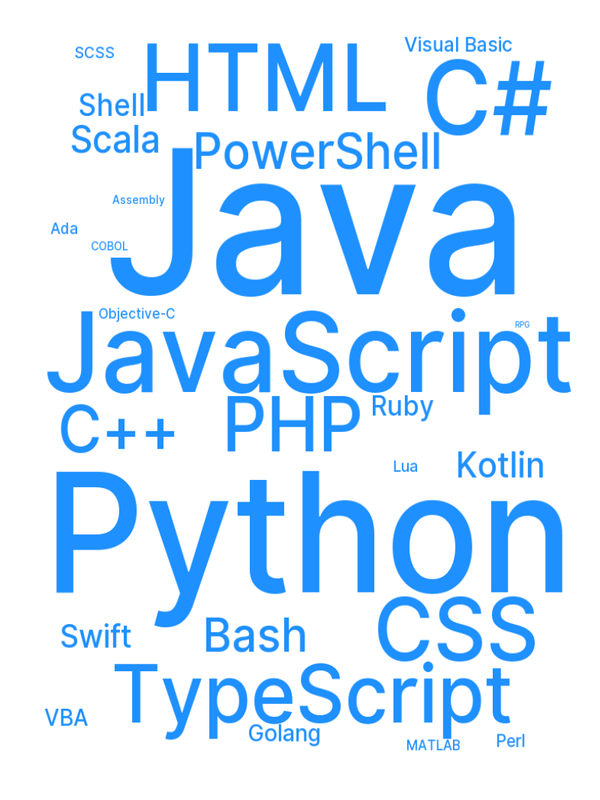 Visual Basic
SCSS
HTML
C#
Shell
Scala
PowerShell
Java
Assembly
Ada
COBOL
Objective-C
RPG
JavaScript
PHP
Ruby
C++
Lua
Kotlin
Python
CSS
Swift
Bash
TypeScript
VBA
Golang
MATLAB
Perl